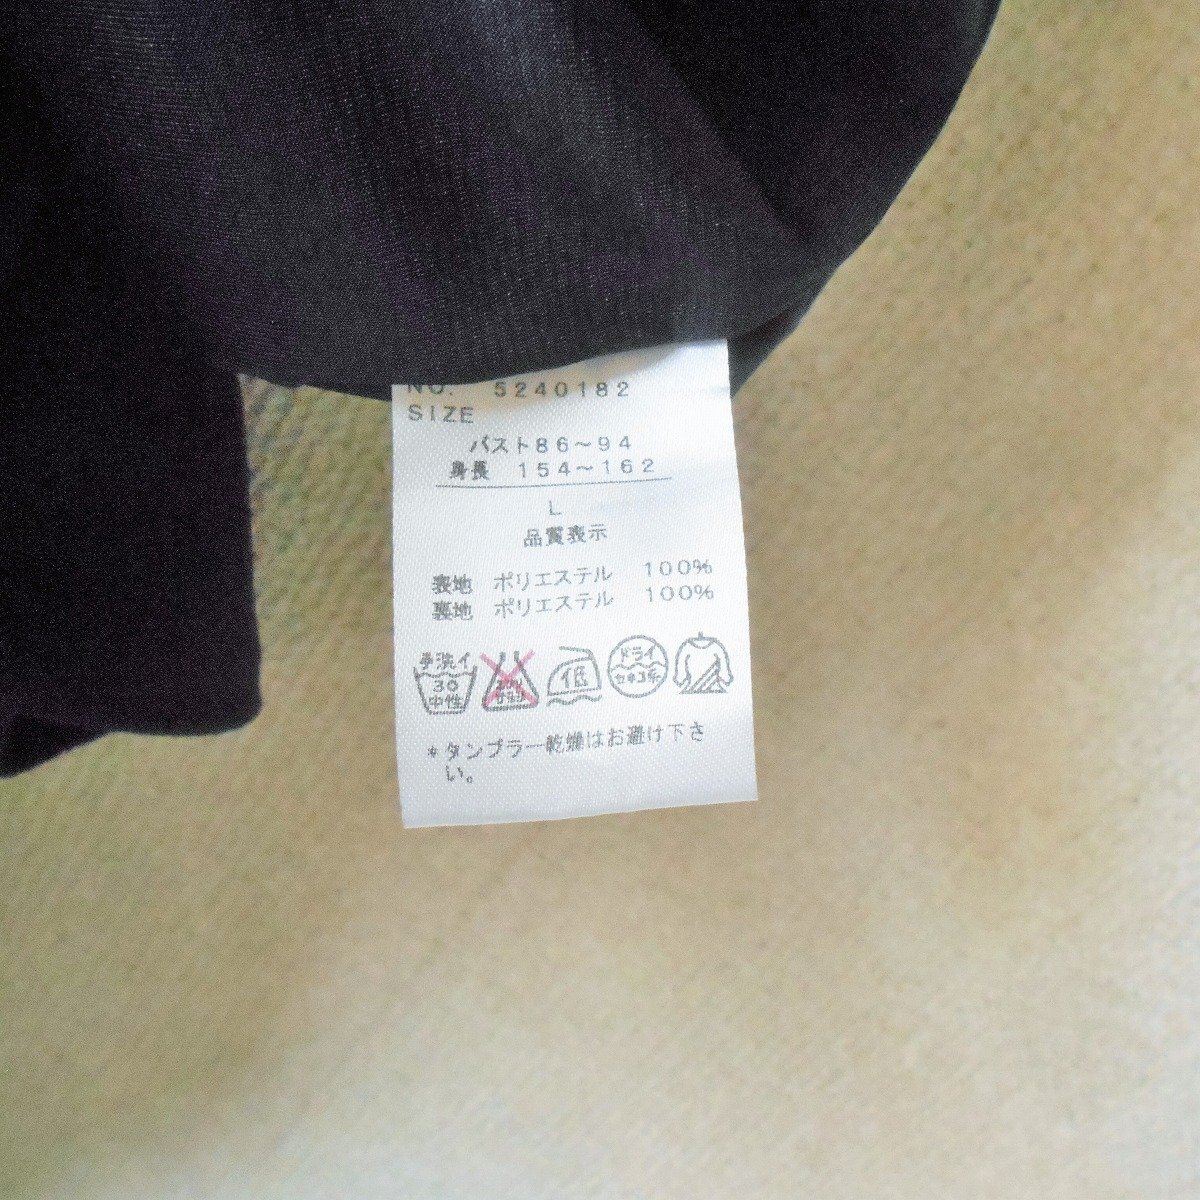 NO. 5240182
SIZE
バスト86～94
身長 154～162
L
品質表示
表地 ポリエステル 100%
裏地 ポリエステル 100%
手洗イ
30
中性
低
ドライ
セキユ系
*タンブラー乾燥はお避け下さ
い。